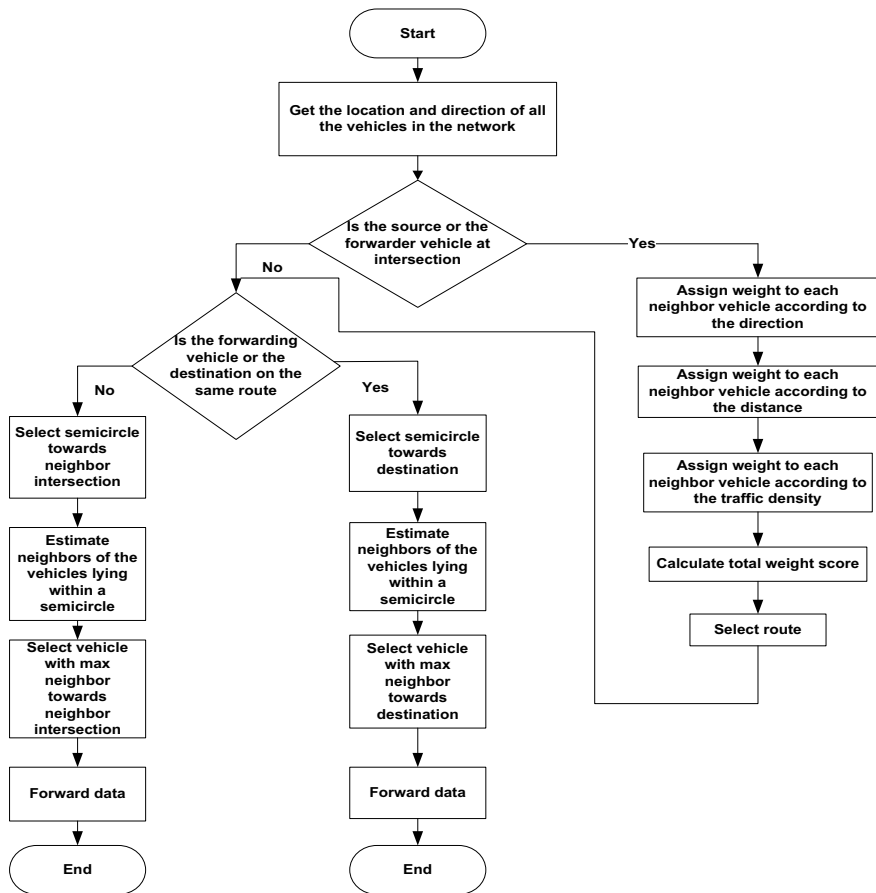 Start
Get the location and direction of all
the vehicles in the network
Is the source or the
forwarder vehicle at
intersection
Yes
No
Assign weight to each
neighbor vehicle according to
the direction
Is the forwarding
vehicle or the
destination on the
same route
No
Yes
Assign weight to each
neighbor vehicle according to
the distance
Select semicircle
towards
neighbor
intersection
Select semicircle
towards
destination
Assign weight to each
neighbor vehicle according to
the traffic density
Estimate
neighbors of the
vehicles lying
within a
semicircle
Estimate
neighbors of the
vehicles lying
within a
semicircle
Calculate total weight score
Select route
Select vehicle
with max
neighbor
towards
neighbor
intersection
Select vehicle
with max
neighbor
towards
destination
Forward data
Forward data
End
End